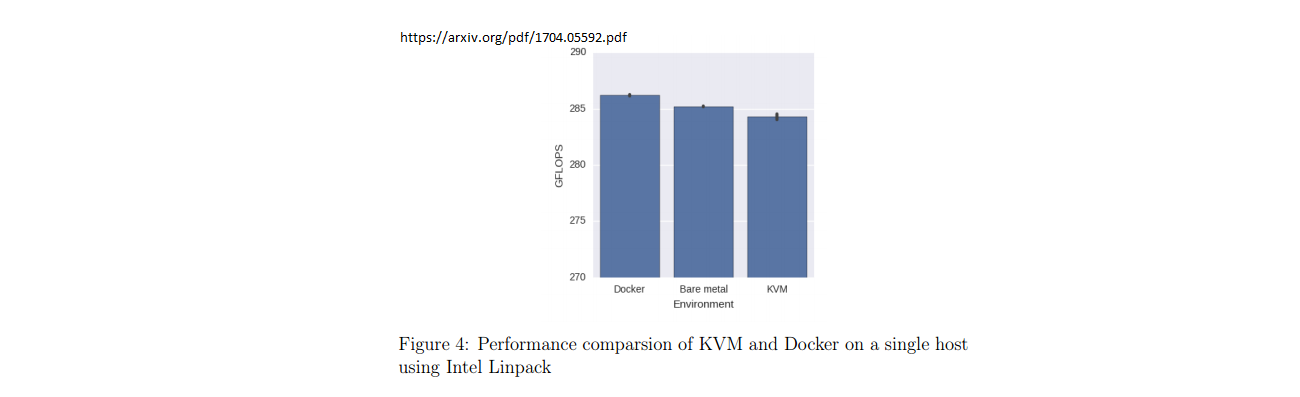 https://arxiv.org/pdf/1704.05592.pdf
290
285
280
275
270
GFLOPS
Docker
Bare metal
KVM
Environment
Figure 4: Performance comparsion of KVM and Docker on a single host
using Intel Linpack